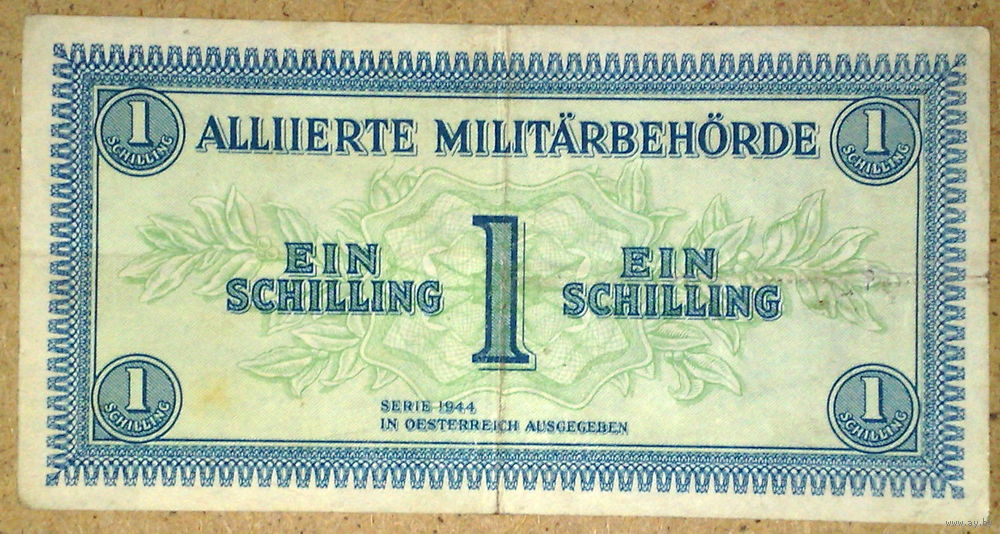 1 SCHILLING
ALLIIERTE MILITÄRBEHÖRDE
1 SCHILLING
EIN SCHILLING
1
EIN SCHILLING
1 SCHILLING
SERIE 1944
IN OESTERREICH AUSGEGEBEN
1 SCHILLING